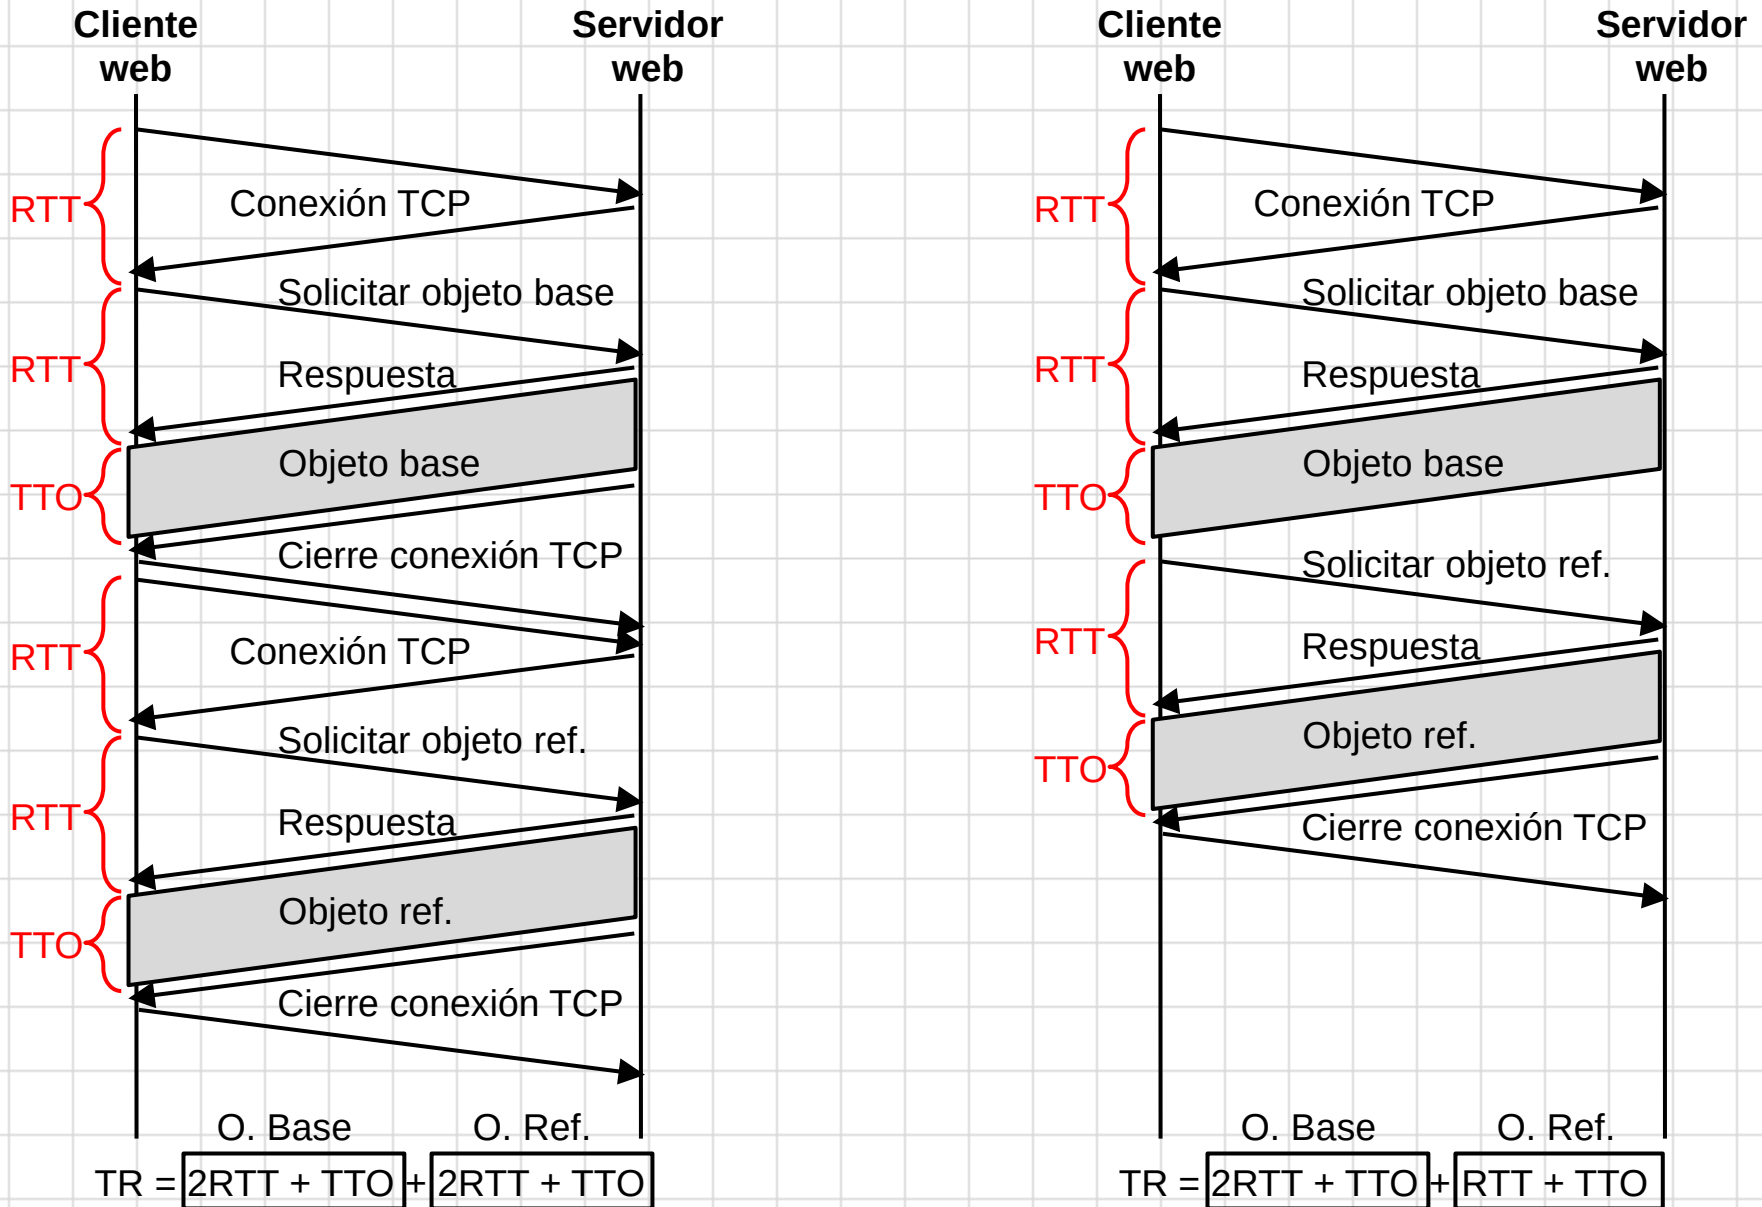 Cliente
web
Servidor
web
RTT
Conexión TCP
Solicitar objeto base
RTT
Respuesta
Objeto base
TTO
Cierre conexión TCP
RTT
Conexión TCP
Solicitar objeto ref.
RTT
Respuesta
Objeto ref.
TTO
Cierre conexión TCP
O. Base O. Ref.
TR = 2RTT + TTO + 2RTT + TTO
Cliente
web
Servidor
web
RTT
Conexión TCP
Solicitar objeto base
RTT
Respuesta
Objeto base
TTO
Solicitar objeto ref.
RTT
Respuesta
Objeto ref.
TTO
Cierre conexión TCP
O. Base O. Ref.
TR = 2RTT + TTO + RTT + TTO